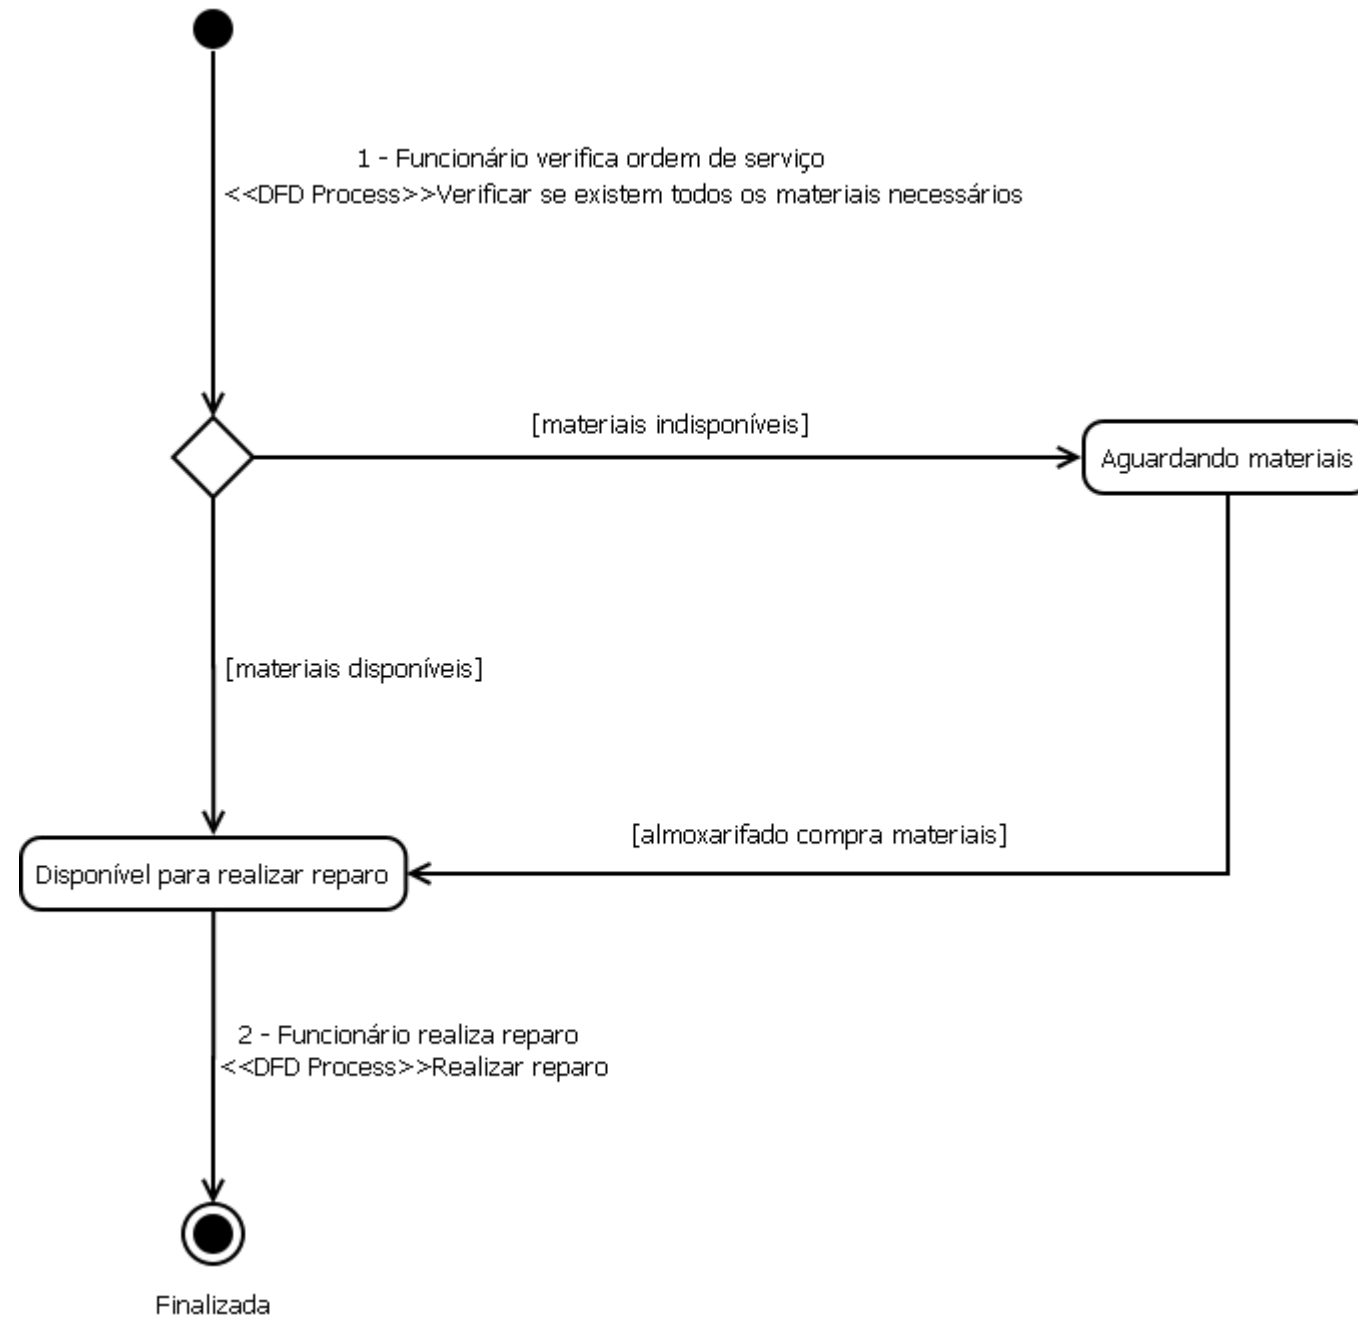 1 - Funcionário verifica ordem de serviço
<<DFD Process>>Verificar se existem todos os materiais necessários
[materiais indisponíveis]
Aguardando materiais
[materiais disponíveis]
[almoxarifado compra materiais]
Disponível para realizar reparo
2 - Funcionário realiza reparo
<<DFD Process>>Realizar reparo
Finalizada